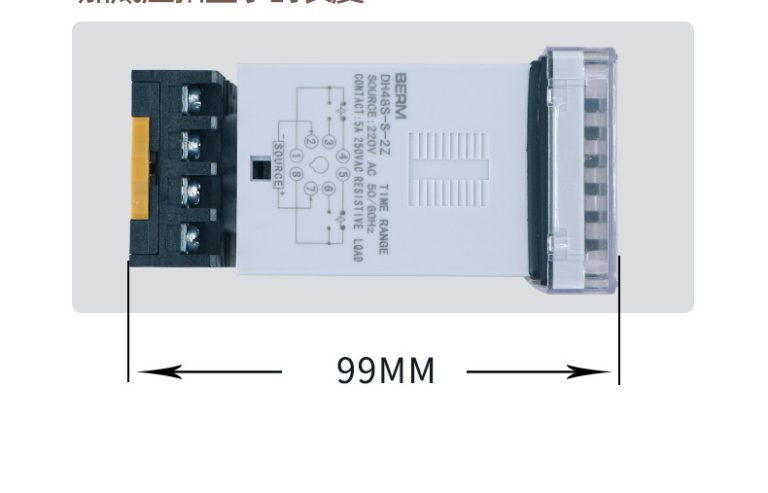 BERM
DH48S-S-2Z TIME RANGE
SOURCE:220V AC 50/60Hz
CONTACT:5A 250VAC RESISTIVE LOAD
② ③ ④
① ⑤
⑧ ⑦ ⑥
-[SOURCE]+
99MM